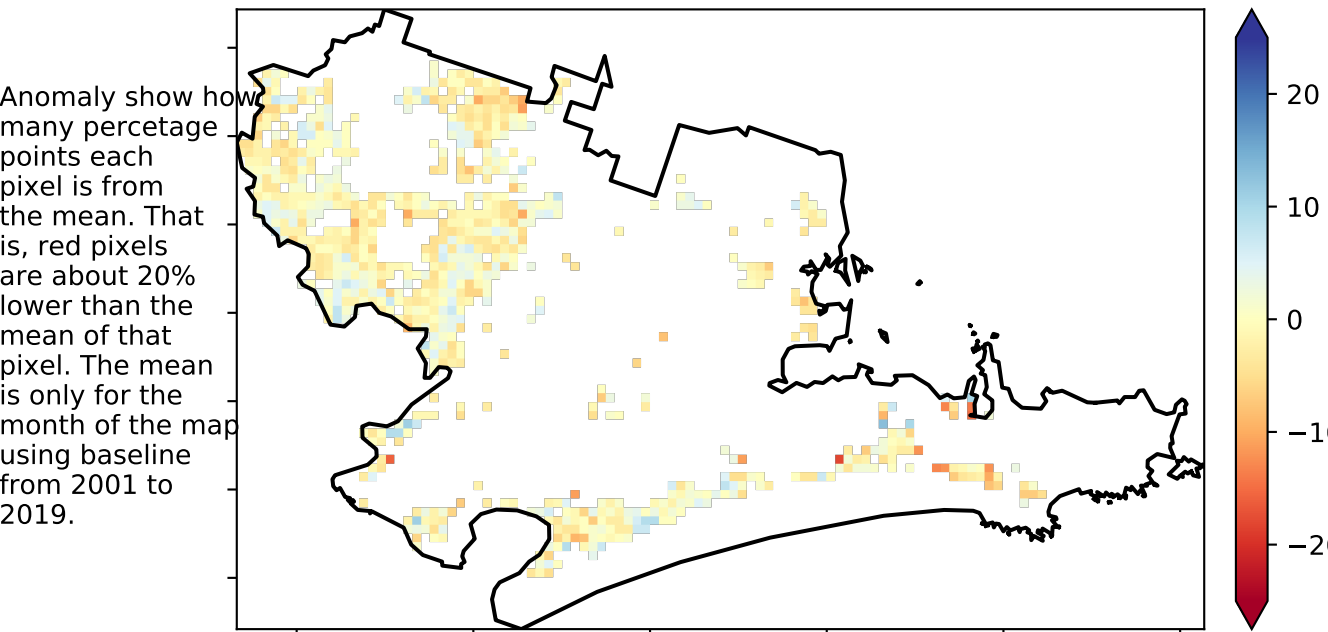 Anomaly show how
many percetage
points each
pixel is from
the mean. That
is, red pixels
are about 20%
lower than the
mean of that
pixel. The mean
is only for the
month of the map
using baseline
from 2001 to
2019.
20
10
0
−10
−20